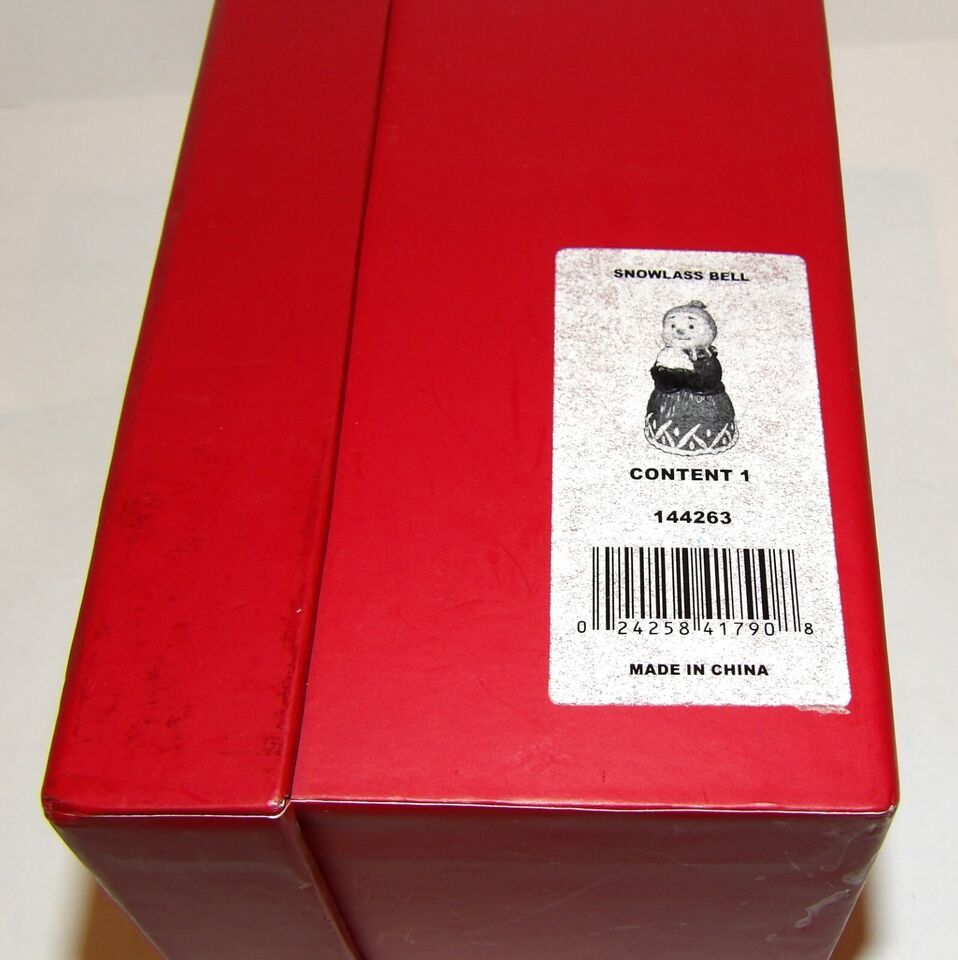 SNOWLASS BELL
CONTENT 1
144263
0 24258 41790 8
MADE IN CHINA